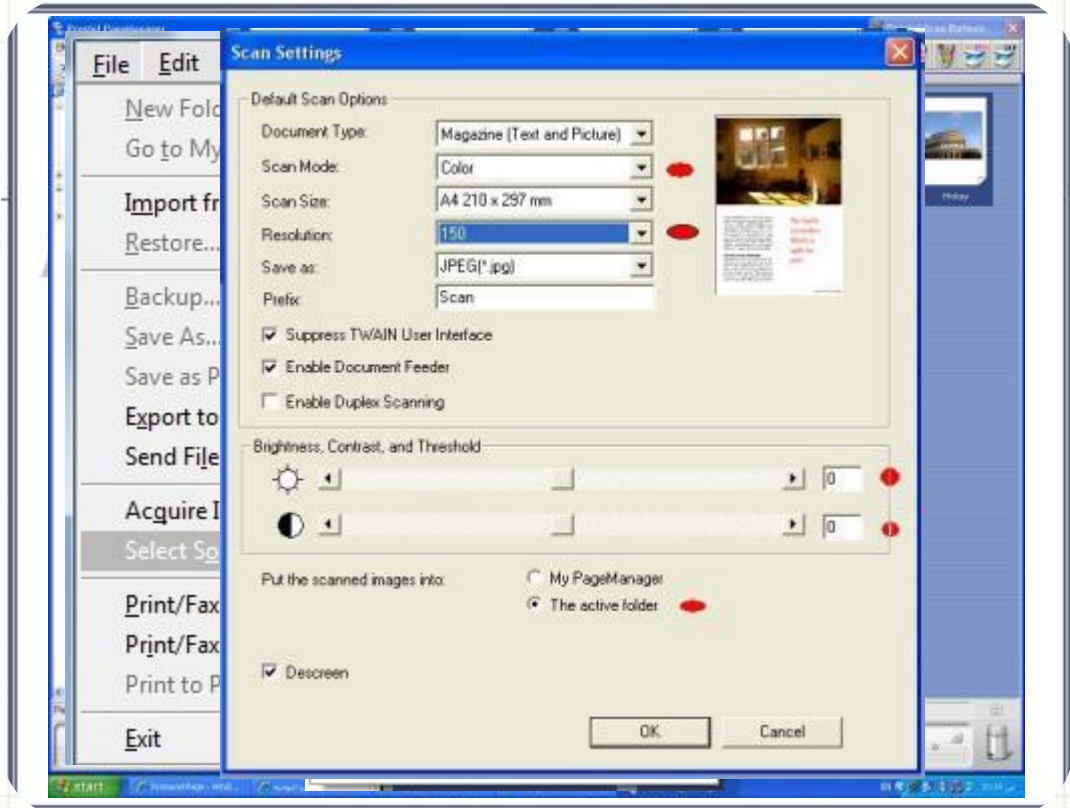 File Edit
New Fold
Go to My
Import fr
Restore...
Backup...
Save As...
Save as P
Export to
Send File
Acquire I
Select So
Print/Fax
Print/Fax
Print to P
Exit
Scan Settings
Default Scan Options
Document Type: Magazine (Text and Picture)
Scan Mode: Color
Scan Size: A4 210 x 297 mm
Resolution: 150
Save as: JPEG(*.jpg)
Prefix: Scan
Suppress TWAIN User Interface
Enable Document Feeder
Enable Duplex Scanning
Brightness, Contrast, and Threshold
0
0
Put the scanned images into: My PageManager
The active folder
Descreen
OK Cancel
start